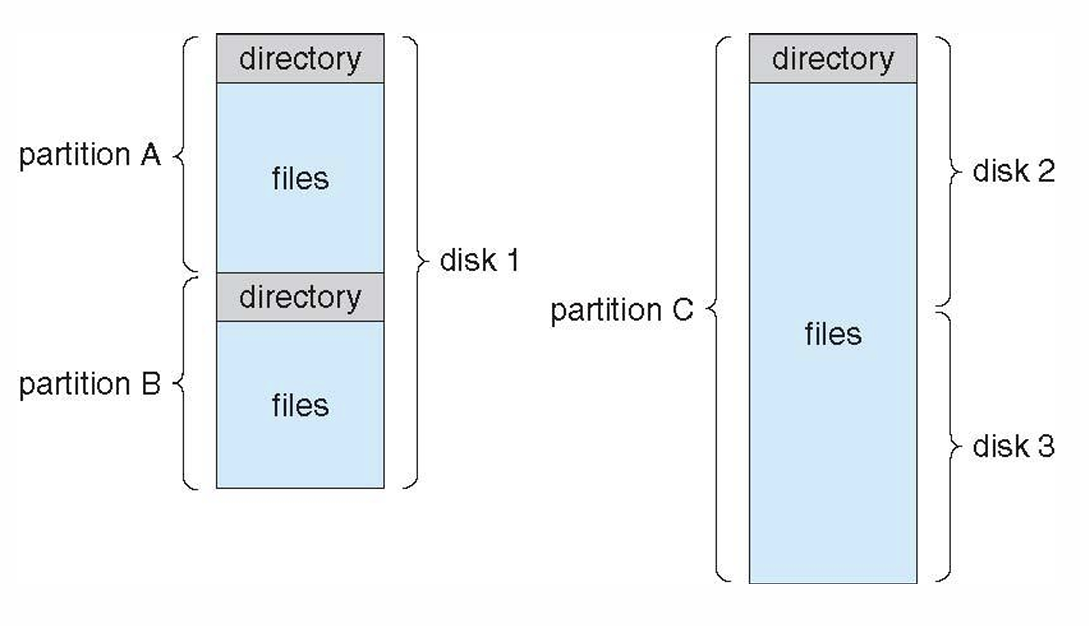 directory
partition A
files
disk 1
directory
partition B
files
directory
disk 2
partition C
files
disk 3